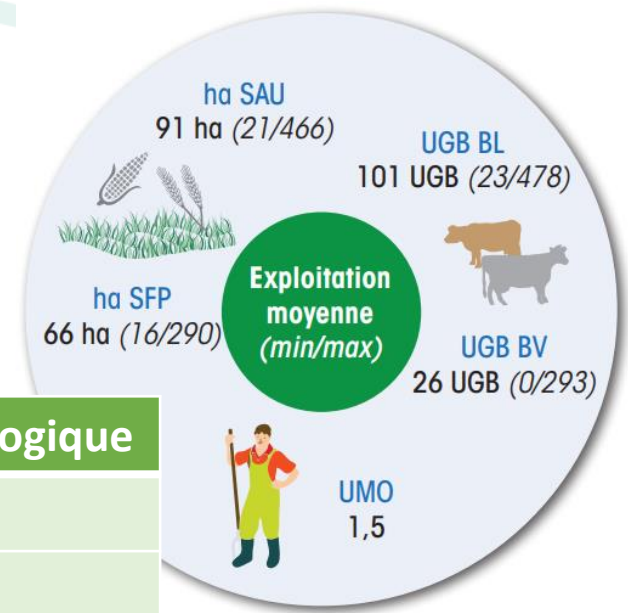 ha SAU
91 ha (21/466)
UGB BL
101 UGB (23/478)
Exploitation
moyenne
(min/max)
ha SFP
66 ha (16/290)
UGB BV
26 UGB (0/293)
ogique
UMO
1,5